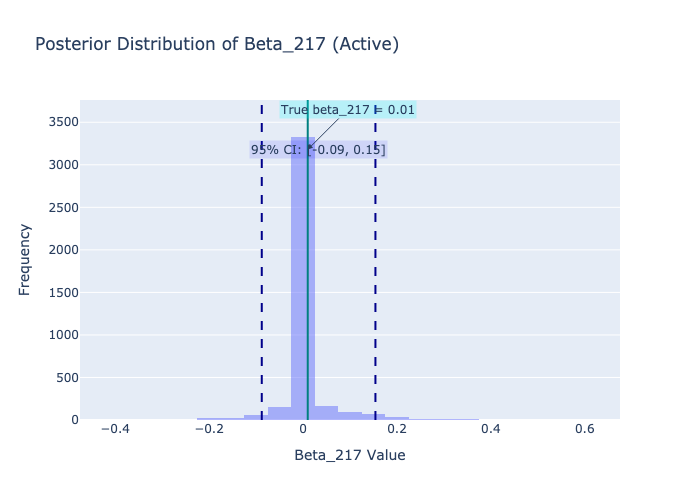 Posterior Distribution of Beta_217 (Active)
True beta_217 = 0.01
95% CI: [-0.09, 0.15]
3500
3000
2500
2000
1500
1000
500
0
Frequency
−0.4
−0.2
0
0.2
0.4
0.6
Beta_217 Value